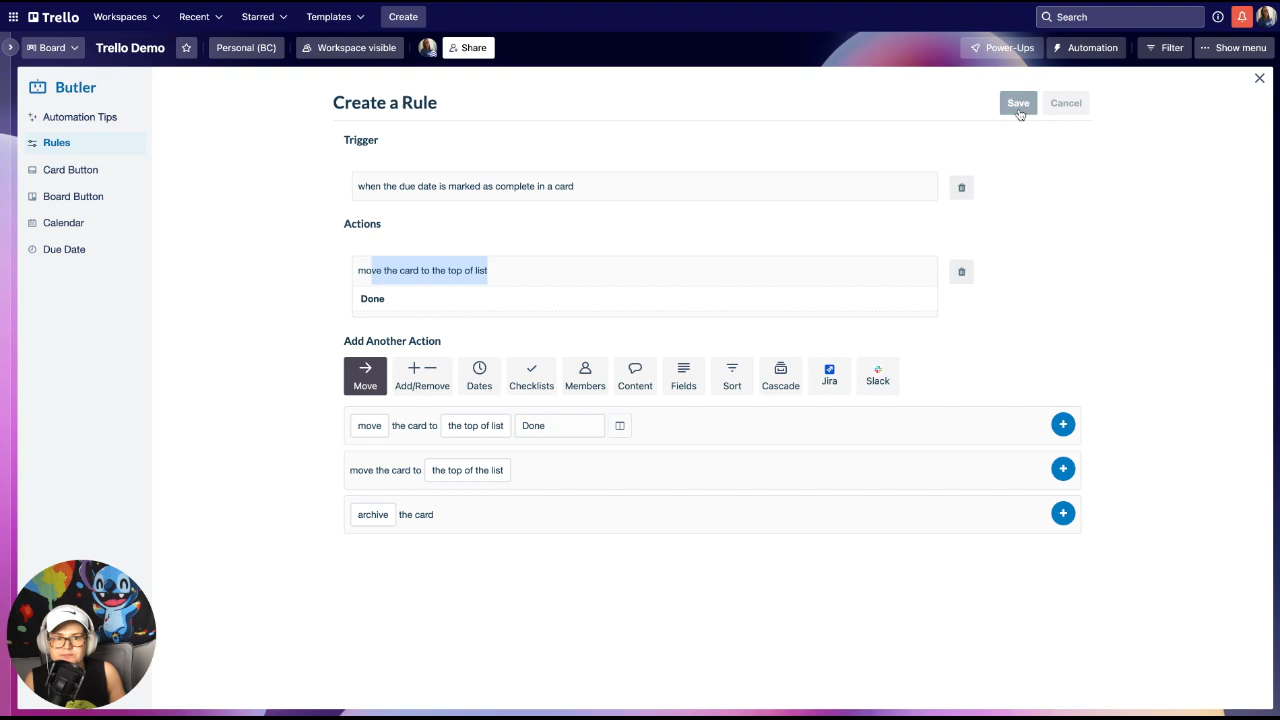 Trello Workspaces Recent Starred Templates Create Search
Board Trello Demo Personal (BC) Workspace visible Share Power-Ups Automation Filter ··· Show menu
Butler
Automation Tips
Rules
Card Button
Board Button
Calendar
Due Date
Create a Rule Save Cancel
Trigger
when the due date is marked as complete in a card
Actions
move the card to the top of list
Done
Add Another Action
Move Add/Remove Dates Checklists Members Content Fields Sort Cascade Jira Slack
move the card to the top of list Done
move the card to the top of the list
archive the card